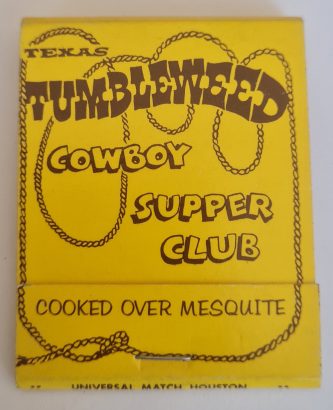 TEXAS
TUMBLEWEED
COWBOY
SUPPER
CLUB
COOKED OVER MESQUITE
UNIVERSAL MATCH HOUSTON